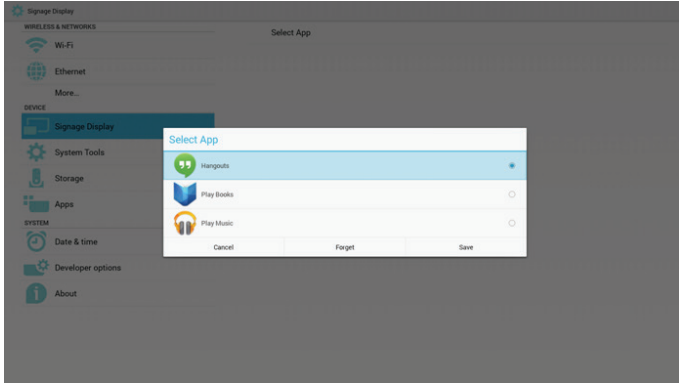 Signage Display
WIRELESS & NETWORKS
Select App
Wi-Fi
Ethernet
More...
DEVICE
Signage Display
System Tools
Storage
Apps
SYSTEM
Date & time
Developer options
About
Select App
Hangouts
Play Books
Play Music
Cancel Forget Save